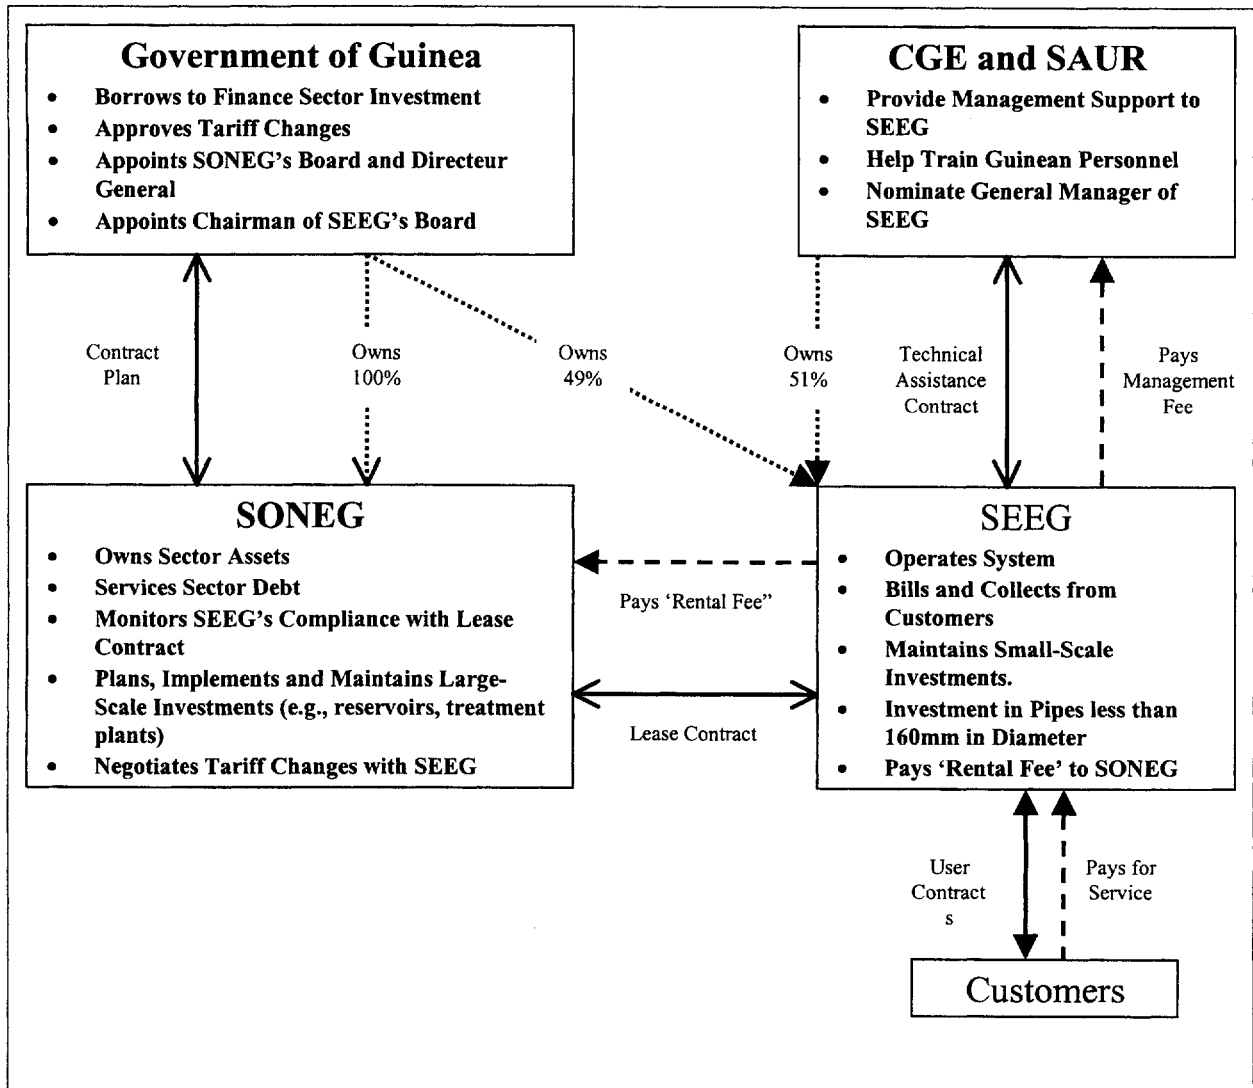 Government of Guinea
• Borrows to Finance Sector Investment
• Approves Tariff Changes
• Appoints SONEG's Board and Directeur
General
• Appoints Chairman of SEEG's Board
CGE and SAUR
• Provide Management Support to
SEEG
• Help Train Guinean Personnel
• Nominate General Manager of
SEEG
Contract
Plan
Owns
100%
Owns
49%
Owns
51%
Technical
Assistance
Contract
Pays
Management
Fee
SONEG
• Owns Sector Assets
• Services Sector Debt
• Monitors SEEG's Compliance with Lease
Contract
• Plans, Implements and Maintains Large-
Scale Investments (e.g., reservoirs, treatment
plants)
• Negotiates Tariff Changes with SEEG
Pays 'Rental Fee"
Lease Contract
SEEG
• Operates System
• Bills and Collects from
Customers
• Maintains Small-Scale
Investments.
• Investment in Pipes less than
160mm in Diameter
• Pays 'Rental Fee' to SONEG
User
Contract
s
Pays for
Service
Customers